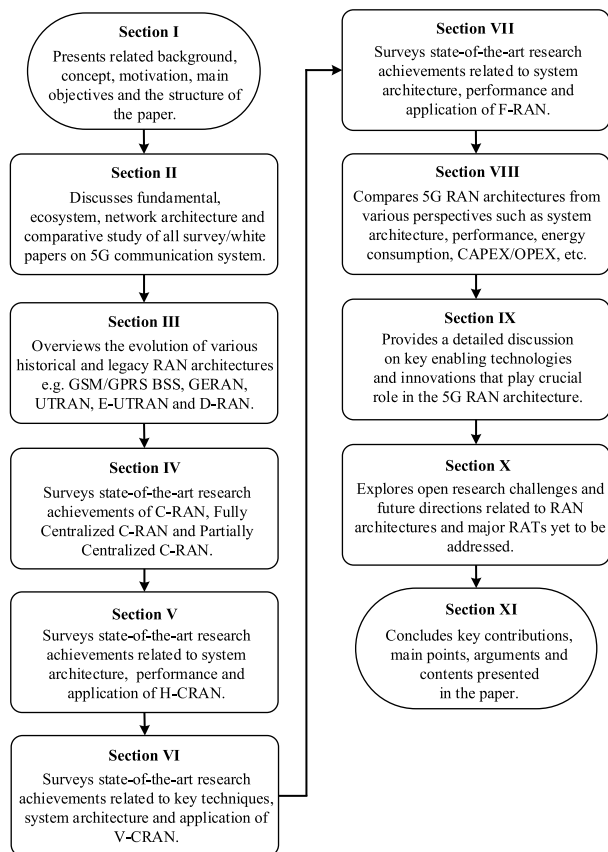 Section I
Presents related background,
concept, motivation, main
objectives and the structure of
the paper.
Section II
Discusses fundamental,
ecosystem, network architecture and
comparative study of all survey/white
papers on 5G communication system.
Section III
Overviews the evolution of various
historical and legacy RAN architectures
e.g. GSM/GPRS BSS, GERAN,
UTRAN, E-UTRAN and D-RAN.
Section IV
Surveys state-of-the-art research
achievements of C-RAN, Fully
Centralized C-RAN and Partially
Centralized C-RAN.
Section V
Surveys state-of-the-art research
achievements related to system
architecture, performance and
application of H-CRAN.
Section VI
Surveys state-of-the-art research
achievements related to key techniques,
system architecture and application of
V-CRAN.
Section VII
Surveys state-of-the-art research
achievements related to system
architecture, performance and
application of F-RAN.
Section VIII
Compares 5G RAN architectures from
various perspectives such as system
architecture, performance, energy
consumption, CAPEX/OPEX, etc.
Section IX
Provides a detailed discussion
on key enabling technologies
and innovations that play crucial
role in the 5G RAN architecture.
Section X
Explores open research challenges and
future directions related to RAN
architectures and major RATs yet to be
addressed.
Section XI
Concludes key contributions,
main points, arguments and
contents presented
in the paper.